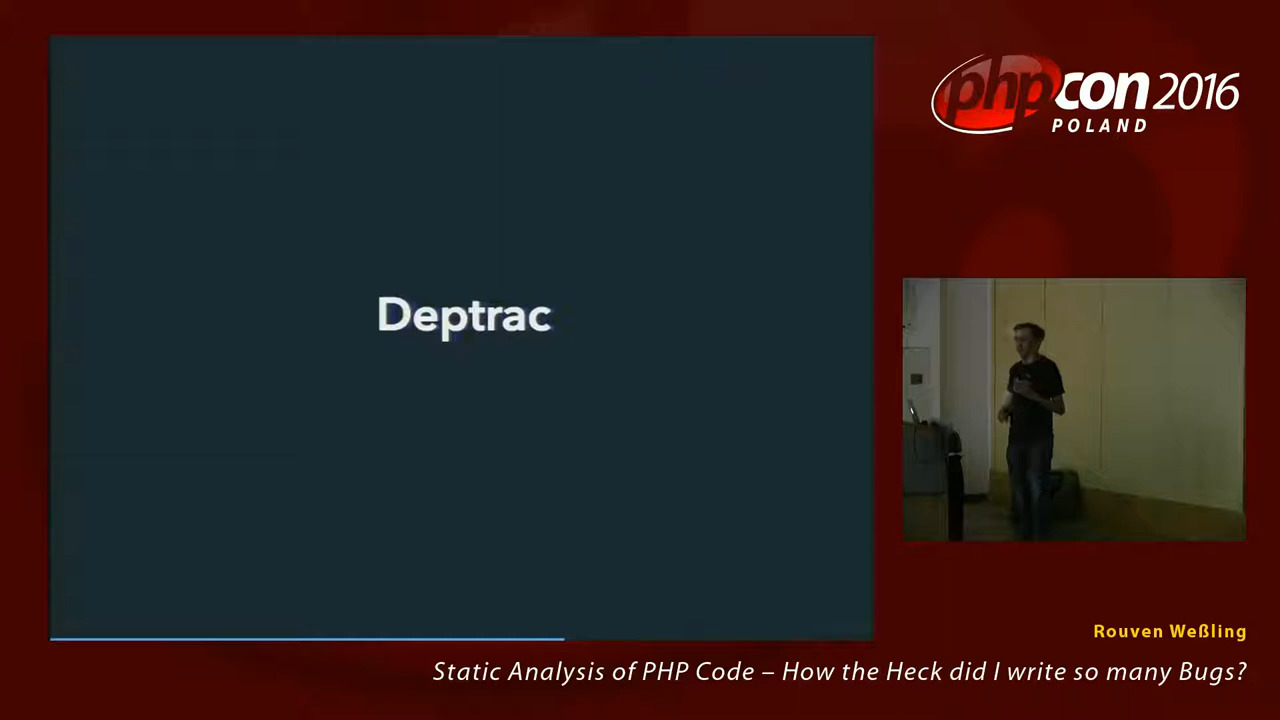 Deptrac
phpcon 2016
POLAND
Rouven Weßling
Static Analysis of PHP Code – How the Heck did I write so many Bugs?